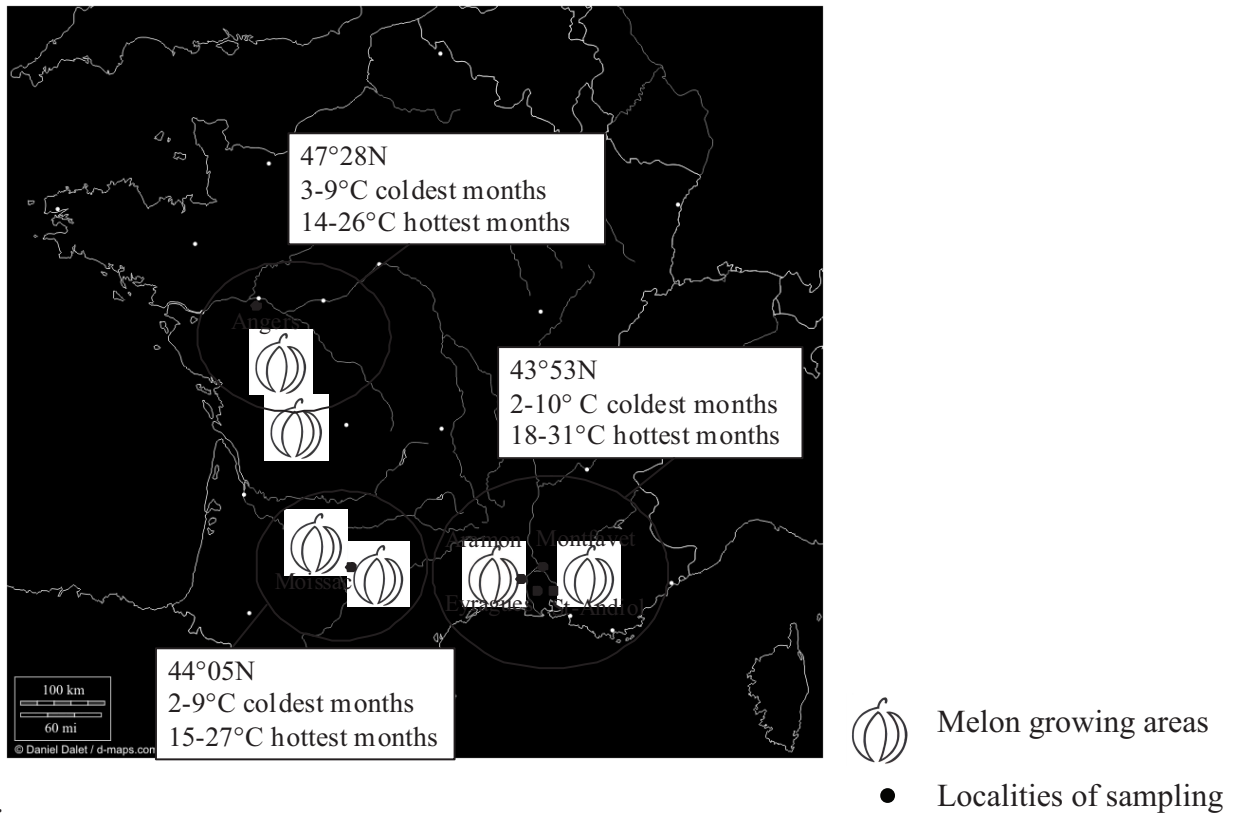 47°28N
3-9°C coldest months
14-26°C hottest months
Angers
43°53N
2-10° C coldest months
18-31°C hottest months
Aramon
Montfavet
Moissac
Eyragues
St-Andiol
44°05N
2-9°C coldest months
15-27°C hottest months
100 km
60 mi
© Daniel Dalet / d-maps.com
Melon growing areas
Localities of sampling